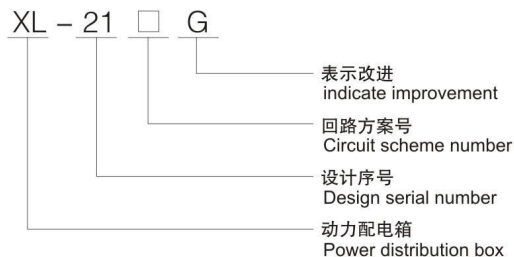 XL – 21 □ G
表示改进
indicate improvement
回路方案号
Circuit scheme number
设计序号
Design serial number
动力配电箱
Power distribution box